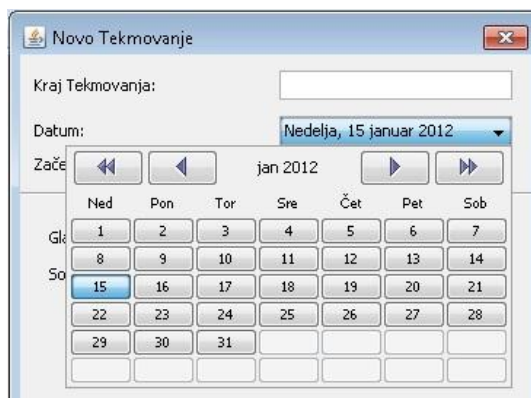 Novo Tekmovanje
Kraj Tekmovanja:
Datum: Nedelja, 15 januar 2012
Zače
jan 2012
Ned Pon Tor Sre Čet Pet Sob
1 2 3 4 5 6 7
Gla
8 9 10 11 12 13 14
So
15 16 17 18 19 20 21
22 23 24 25 26 27 28
29 30 31